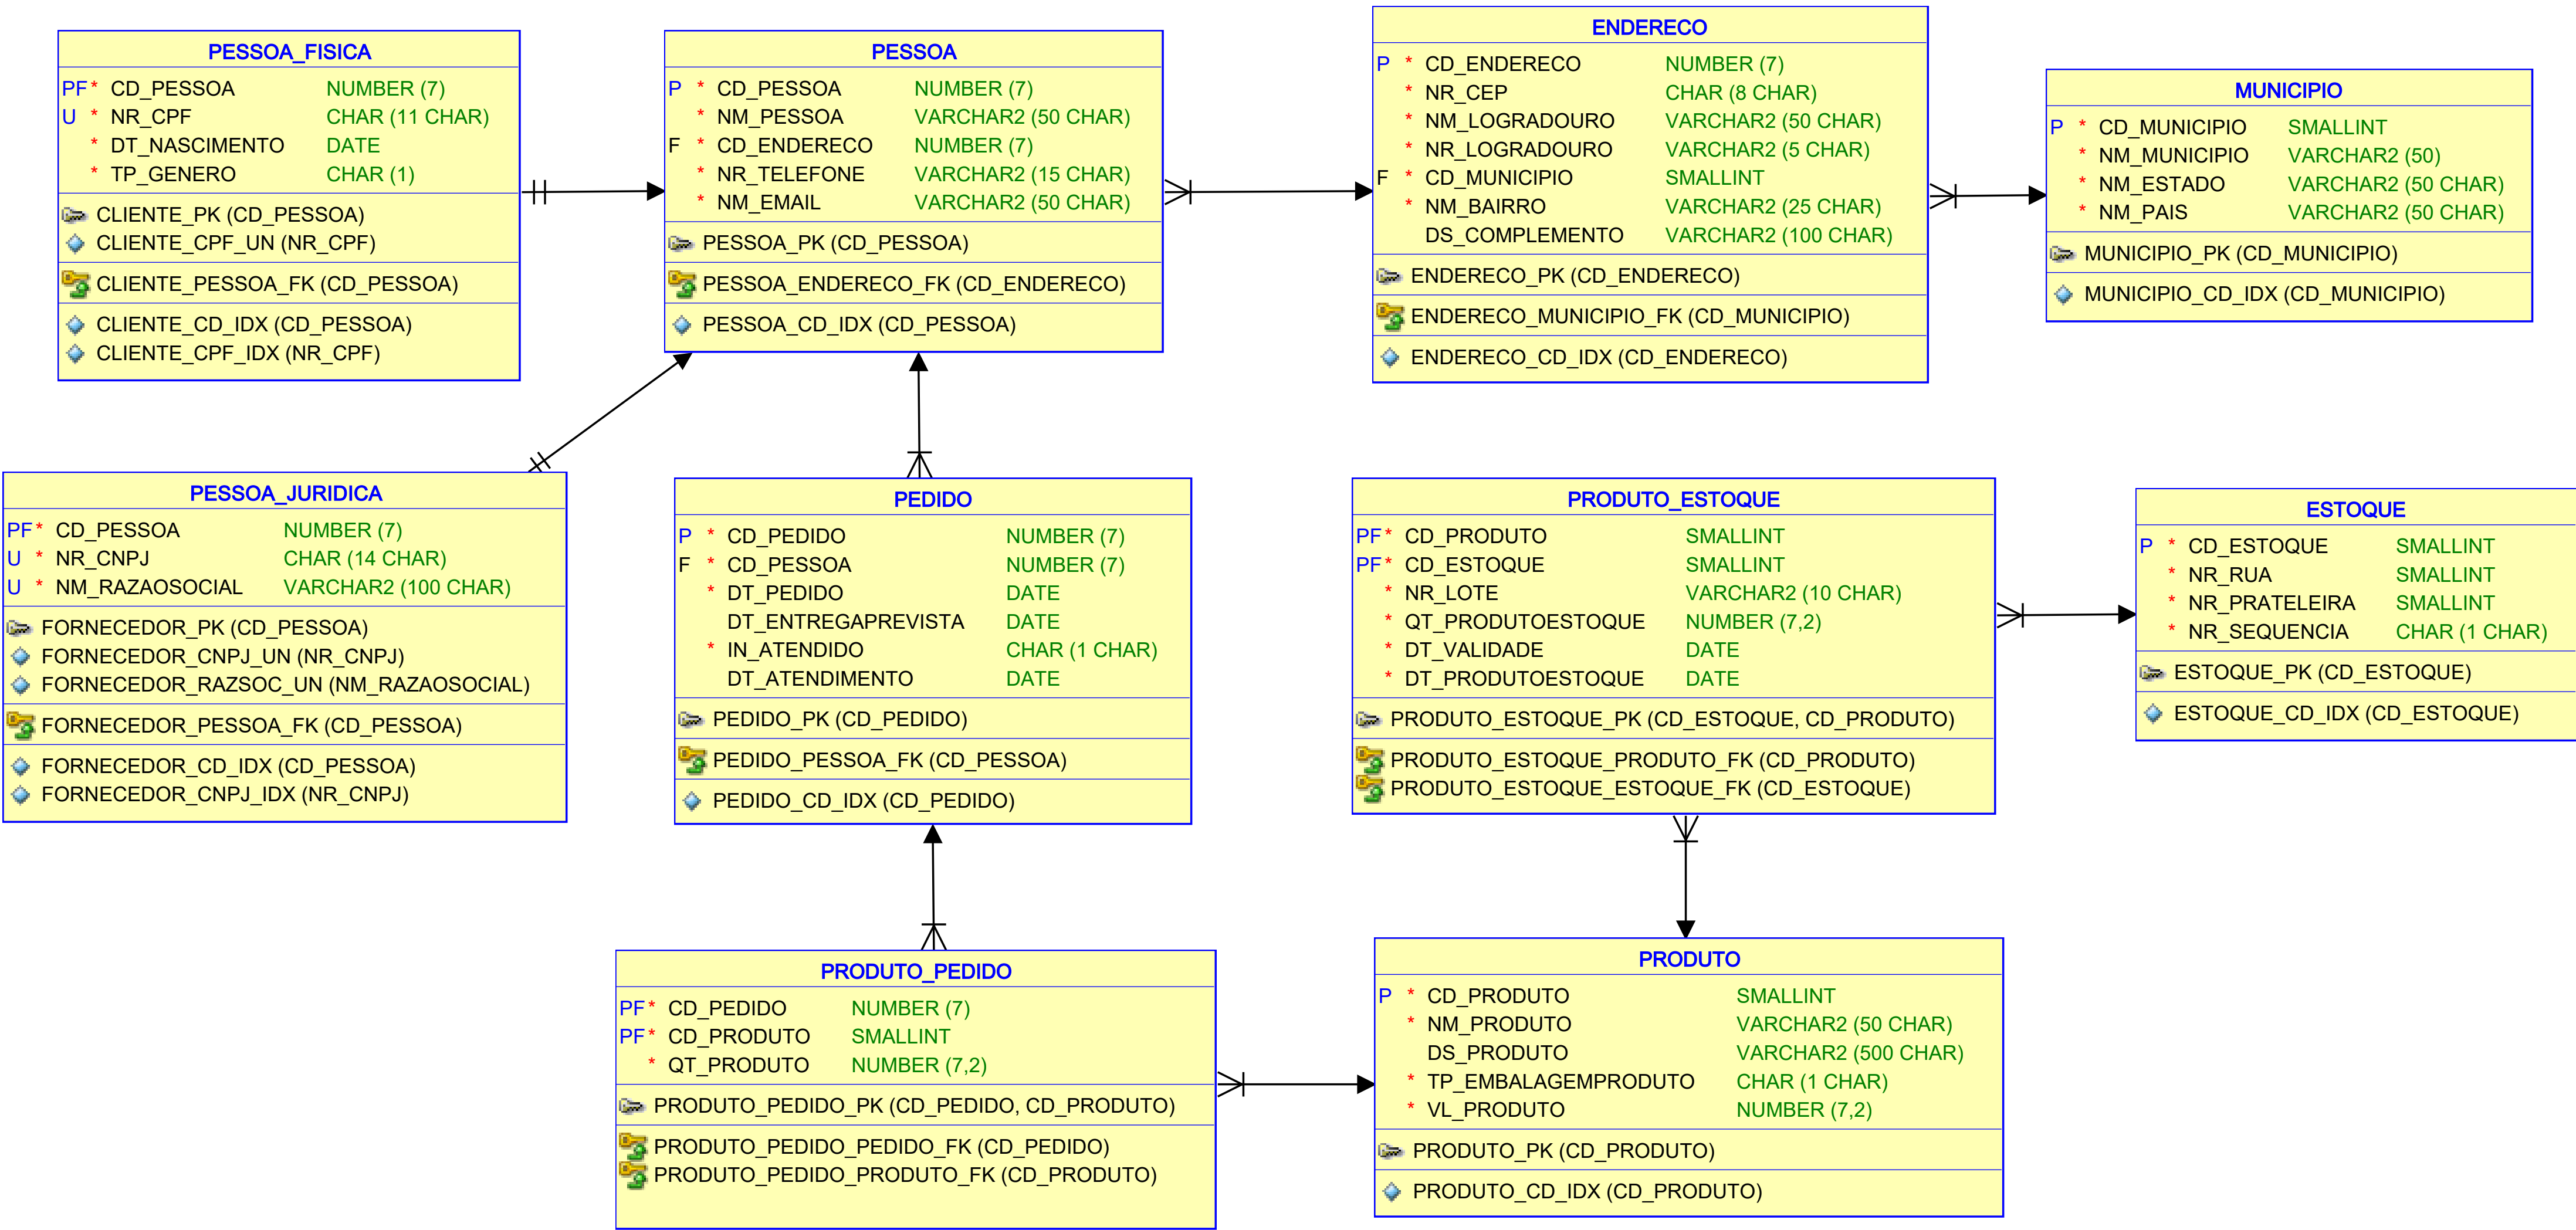 PESSOA_FISICA
PF * CD_PESSOA NUMBER (7)
U * NR_CPF CHAR (11 CHAR)
* DT_NASCIMENTO DATE
* TP_GENERO CHAR (1)
CLIENTE_PK (CD_PESSOA)
CLIENTE_CPF_UN (NR_CPF)
CLIENTE_PESSOA_FK (CD_PESSOA)
CLIENTE_CD_IDX (CD_PESSOA)
CLIENTE_CPF_IDX (NR_CPF)
PESSOA
P * CD_PESSOA NUMBER (7)
* NM_PESSOA VARCHAR2 (50 CHAR)
F * CD_ENDERECO NUMBER (7)
* NR_TELEFONE VARCHAR2 (15 CHAR)
* NM_EMAIL VARCHAR2 (50 CHAR)
PESSOA_PK (CD_PESSOA)
PESSOA_ENDERECO_FK (CD_ENDERECO)
PESSOA_CD_IDX (CD_PESSOA)
ENDERECO
P * CD_ENDERECO NUMBER (7)
* NR_CEP CHAR (8 CHAR)
* NM_LOGRADOURO VARCHAR2 (50 CHAR)
* NR_LOGRADOURO VARCHAR2 (5 CHAR)
F * CD_MUNICIPIO SMALLINT
* NM_BAIRRO VARCHAR2 (25 CHAR)
DS_COMPLEMENTO VARCHAR2 (100 CHAR)
ENDERECO_PK (CD_ENDERECO)
ENDERECO_MUNICIPIO_FK (CD_MUNICIPIO)
ENDERECO_CD_IDX (CD_ENDERECO)
MUNICIPIO
P * CD_MUNICIPIO SMALLINT
* NM_MUNICIPIO VARCHAR2 (50)
* NM_ESTADO VARCHAR2 (50 CHAR)
* NM_PAIS VARCHAR2 (50 CHAR)
MUNICIPIO_PK (CD_MUNICIPIO)
MUNICIPIO_CD_IDX (CD_MUNICIPIO)
PESSOA_JURIDICA
PF * CD_PESSOA NUMBER (7)
U * NR_CNPJ CHAR (14 CHAR)
U * NM_RAZAOSOCIAL VARCHAR2 (100 CHAR)
FORNECEDOR_PK (CD_PESSOA)
FORNECEDOR_CNPJ_UN (NR_CNPJ)
FORNECEDOR_RAZSOC_UN (NM_RAZAOSOCIAL)
FORNECEDOR_PESSOA_FK (CD_PESSOA)
FORNECEDOR_CD_IDX (CD_PESSOA)
FORNECEDOR_CNPJ_IDX (NR_CNPJ)
PEDIDO
P * CD_PEDIDO NUMBER (7)
F * CD_PESSOA NUMBER (7)
* DT_PEDIDO DATE
DT_ENTREGAPREVISTA DATE
* IN_ATENDIDO CHAR (1 CHAR)
DT_ATENDIMENTO DATE
PEDIDO_PK (CD_PEDIDO)
PEDIDO_PESSOA_FK (CD_PESSOA)
PEDIDO_CD_IDX (CD_PEDIDO)
PRODUTO_ESTOQUE
PF * CD_PRODUTO SMALLINT
PF * CD_ESTOQUE SMALLINT
* NR_LOTE VARCHAR2 (10 CHAR)
* QT_PRODUTOESTOQUE NUMBER (7,2)
* DT_VALIDADE DATE
* DT_PRODUTOESTOQUE DATE
PRODUTO_ESTOQUE_PK (CD_ESTOQUE, CD_PRODUTO)
PRODUTO_ESTOQUE_PRODUTO_FK (CD_PRODUTO)
PRODUTO_ESTOQUE_ESTOQUE_FK (CD_ESTOQUE)
ESTOQUE
P * CD_ESTOQUE SMALLINT
* NR_RUA SMALLINT
* NR_PRATELEIRA SMALLINT
* NR_SEQUENCIA CHAR (1 CHAR)
ESTOQUE_PK (CD_ESTOQUE)
ESTOQUE_CD_IDX (CD_ESTOQUE)
PRODUTO_PEDIDO
PF * CD_PEDIDO NUMBER (7)
PF * CD_PRODUTO SMALLINT
* QT_PRODUTO NUMBER (7,2)
PRODUTO_PEDIDO_PK (CD_PEDIDO, CD_PRODUTO)
PRODUTO_PEDIDO_PEDIDO_FK (CD_PEDIDO)
PRODUTO_PEDIDO_PRODUTO_FK (CD_PRODUTO)
PRODUTO
P * CD_PRODUTO SMALLINT
* NM_PRODUTO VARCHAR2 (50 CHAR)
DS_PRODUTO VARCHAR2 (500 CHAR)
* TP_EMBALAGEMPRODUTO CHAR (1 CHAR)
* VL_PRODUTO NUMBER (7,2)
PRODUTO_PK (CD_PRODUTO)
PRODUTO_CD_IDX (CD_PRODUTO)